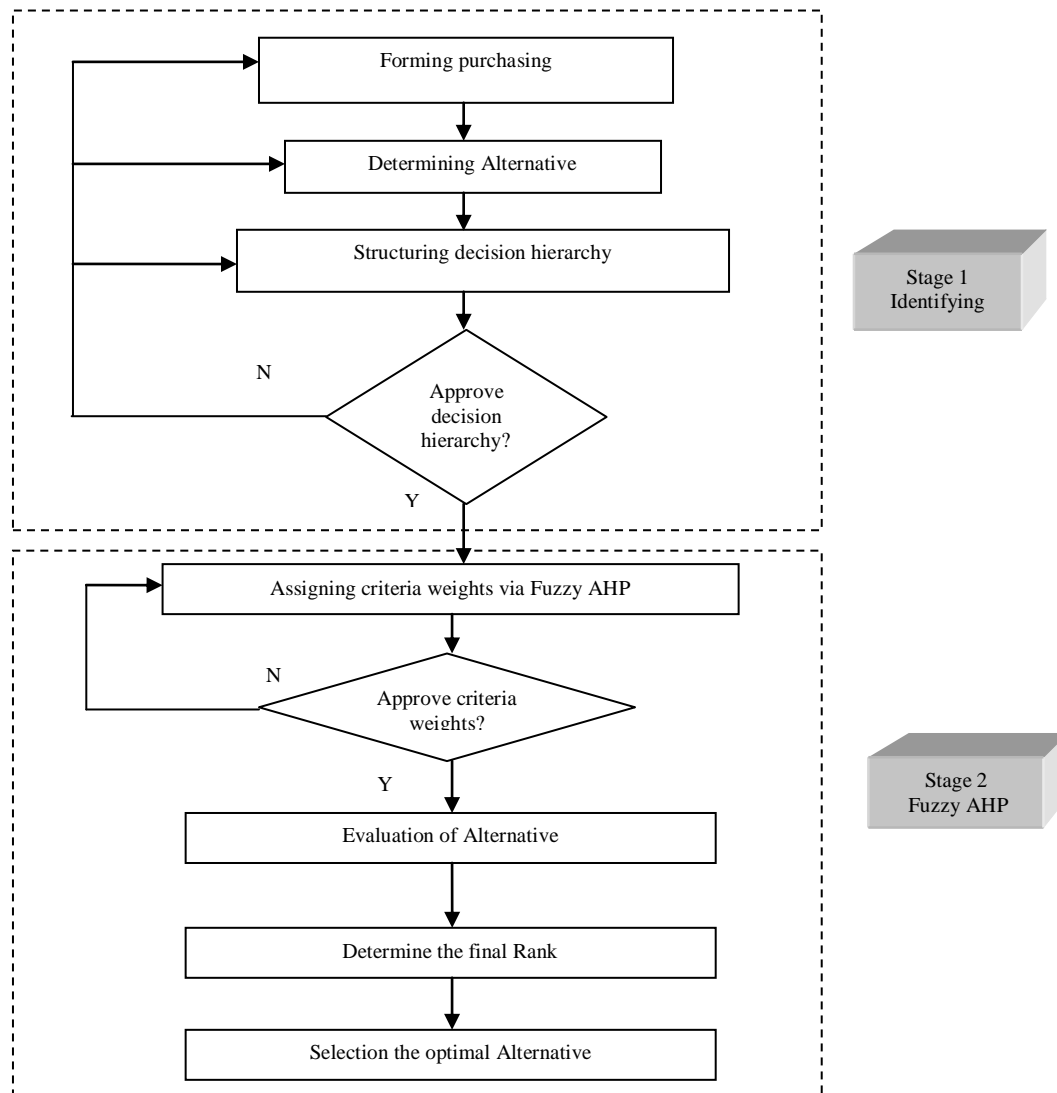 Forming purchasing
Determining Alternative
Structuring decision hierarchy
Stage 1
Identifying
N
Approve
decision
hierarchy?
Y
Assigning criteria weights via Fuzzy AHP
N
Approve criteria
weights?
Y
Stage 2
Fuzzy AHP
Evaluation of Alternative
Determine the final Rank
Selection the optimal Alternative